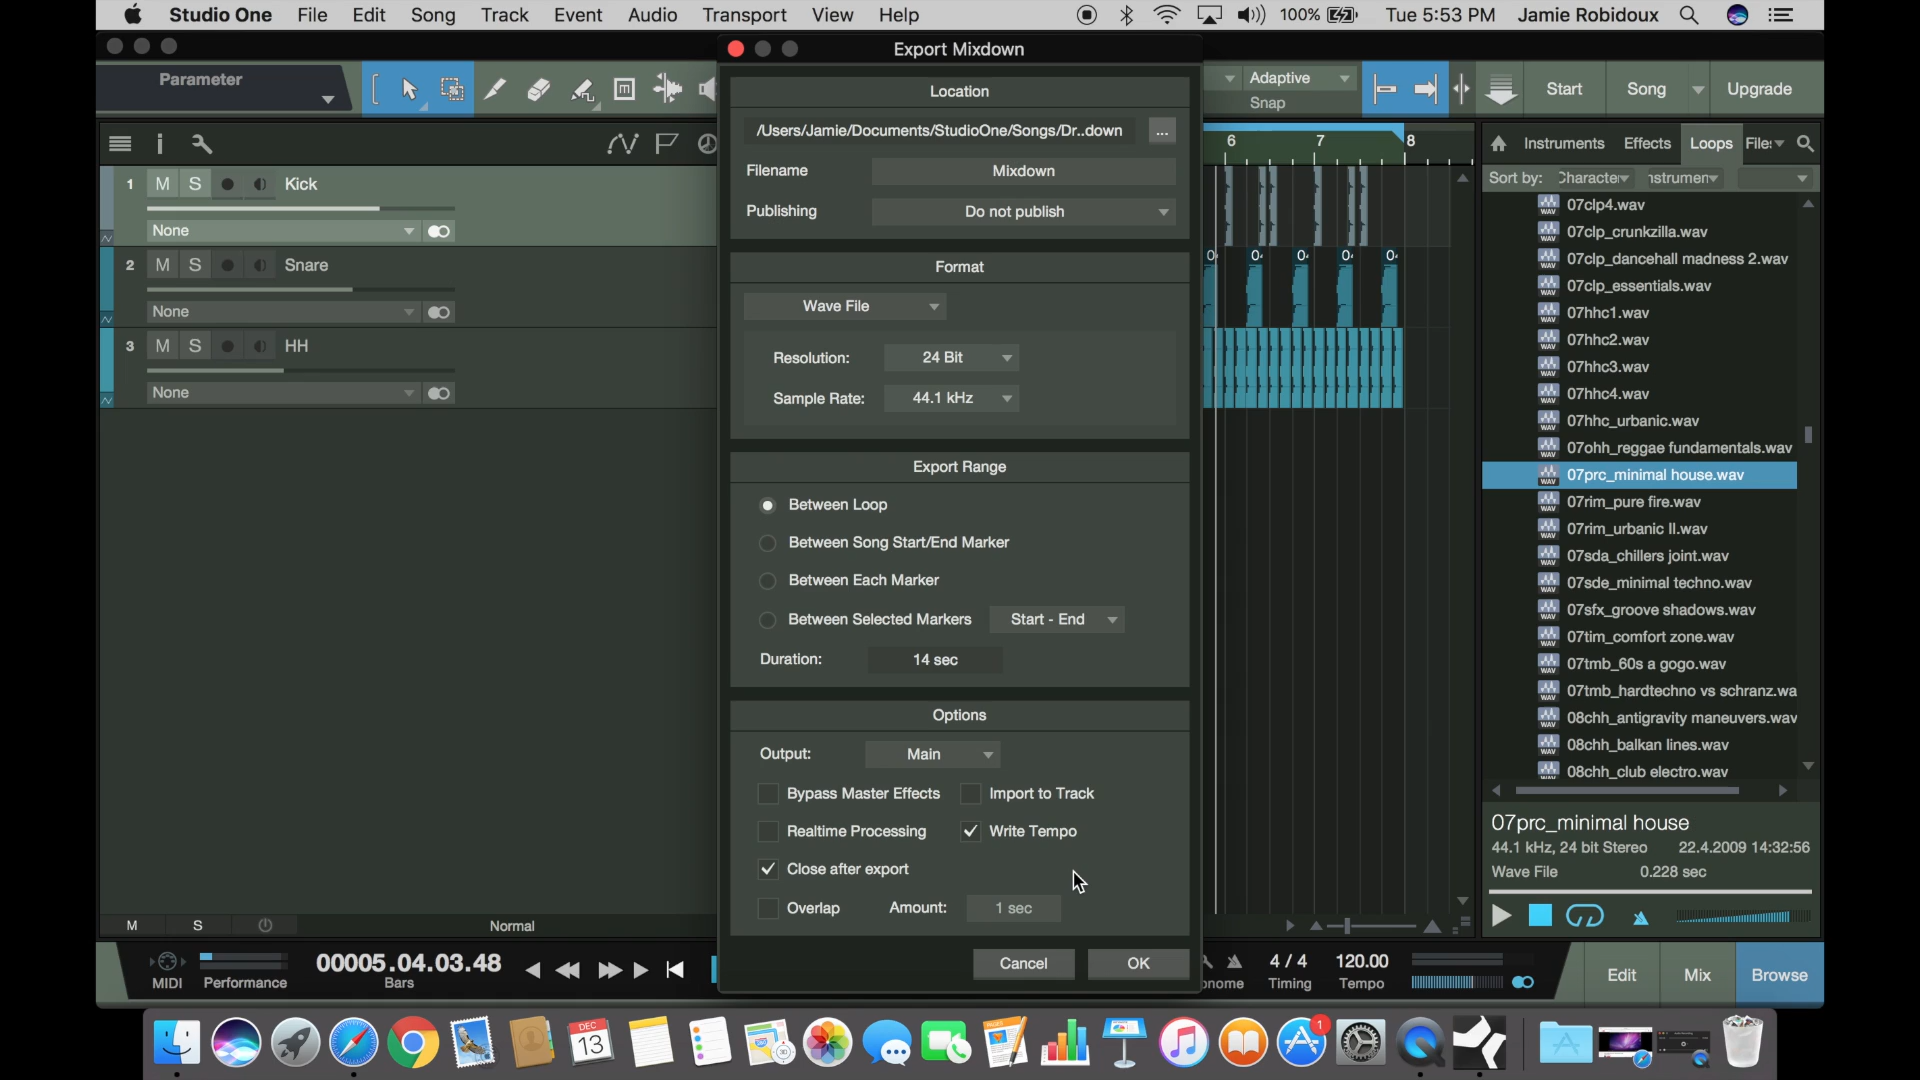 Studio One File Edit Song Track Event Audio Transport View Help 100% Tue 5:53 PM Jamie Robidoux
Export Mixdown
Parameter
Adaptive
Snap
Start
Song
Upgrade
Location
/Users/Jamie/Documents/StudioOne/Songs/Dr..down
...
Filename
Mixdown
Publishing
Do not publish
Format
Wave File
Resolution:
24 Bit
Sample Rate:
44.1 kHz
Export Range
Between Loop
Between Song Start/End Marker
Between Each Marker
Between Selected Markers
Start - End
Duration:
14 sec
Options
Output:
Main
Bypass Master Effects
Import to Track
Realtime Processing
Write Tempo
Close after export
Overlap
Amount:
1 sec
Cancel
OK
1 M S Kick
None
2 M S Snare
None
3 M S HH
None
M S Normal
6 7 8
Instruments Effects Loops
Sort by:
07clp4.wav
07clp_crunkzilla.wav
07clp_dancehall madness 2.wav
07clp_essentials.wav
07hhc1.wav
07hhc2.wav
07hhc3.wav
07hhc4.wav
07hhc_urbanic.wav
07ohh_reggae fundamentals.wav
07prc_minimal house.wav
07rim_pure fire.wav
07rim_urbanic II.wav
07sda_chillers joint.wav
07sde_minimal techno.wav
07sfx_groove shadows.wav
07tim_comfort zone.wav
07tmb_60s a gogo.wav
07tmb_hardtechno vs schranz.wa
08chh_antigravity maneuvers.wav
08chh_balkan lines.wav
08chh_club electro.wav
07prc_minimal house
44.1 kHz, 24 bit Stereo 22.4.2009 14:32:56
Wave File 0.228 sec
MIDI
Performance
00005.04.03.48
Bars
onome
4 / 4
Timing
120.00
Tempo
Edit
Mix
Browse
DEC
13
1